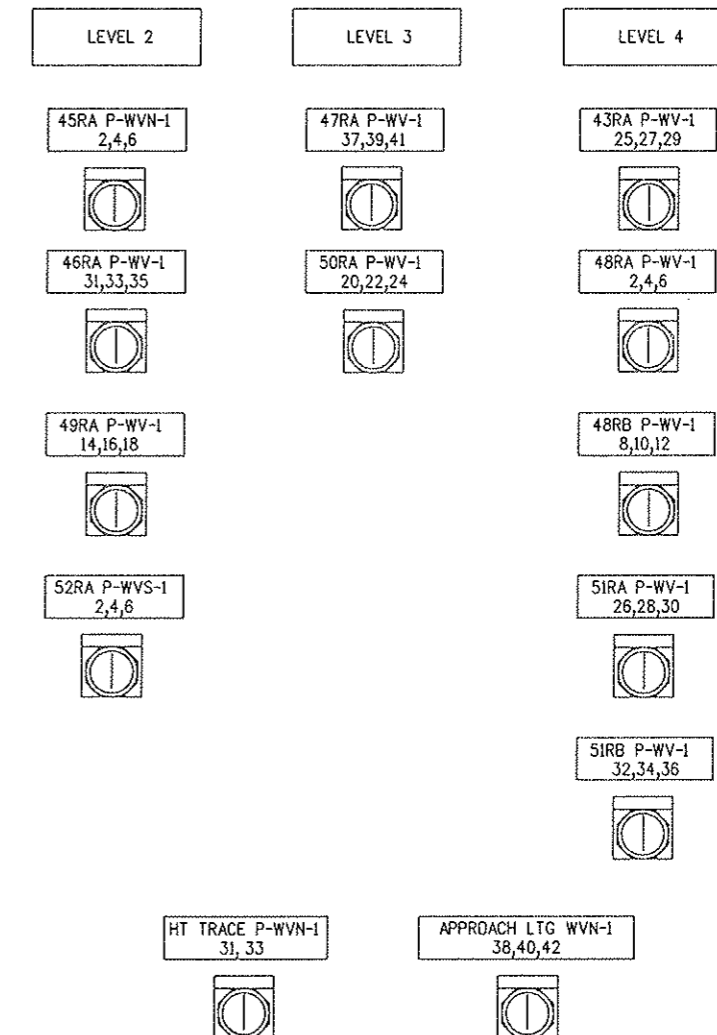 LEVEL 2
LEVEL 3
LEVEL 4
45RA P-WVN-1
2,4,6
47RA P-WV-1
37,39,41
43RA P-WV-1
25,27,29
46RA P-WV-1
31,33,35
50RA P-WV-1
20,22,24
48RA P-WV-1
2,4,6
49RA P-WV-1
14,16,18
48RB P-WV-1
8,10,12
52RA P-WVS-1
2,4,6
51RA P-WV-1
26,28,30
51RB P-WV-1
32,34,36
HT TRACE P-WVN-1
31, 33
APPROACH LTG WVN-1
38,40,42